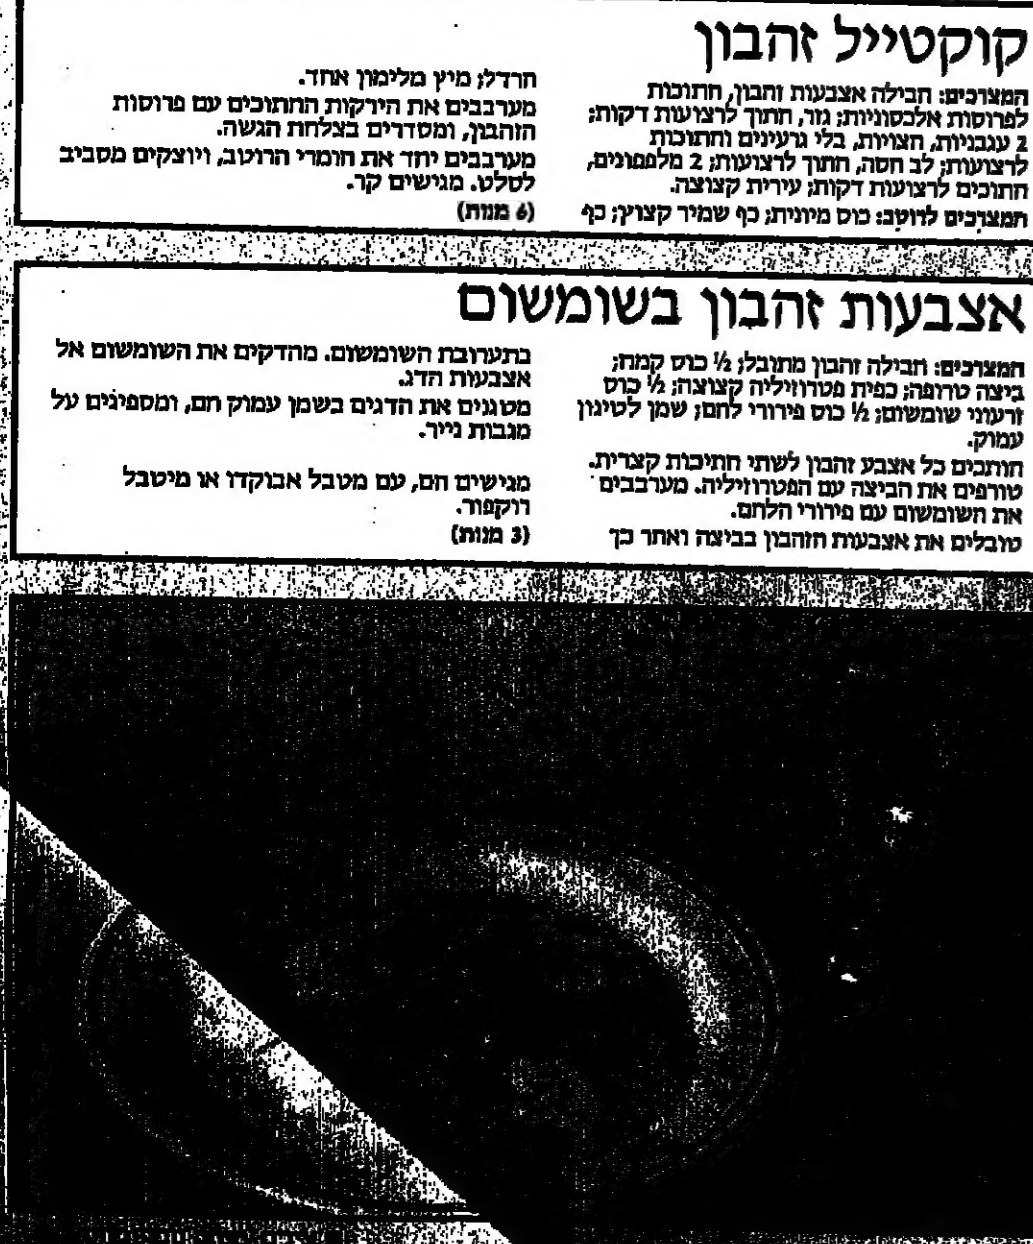 קוקטייל זהבון
המצרכים: חבילה אצבעות זהבון, חתוכות
לפרוסות אלכסוניות; גזר, חתוך לרצועות דקות;
2 עגבניות, חצויות, בלי גרעינים וחתוכות
לרצועות; לב חסה, חתוך לרצועות; 2 מלפפונים,
חתוכים לרצועות דקות; עירית קצוצה.
המצרכים לרוטב: כוס מיונית; כף שמיר קצוץ; כף
חרדל; מיץ מלימון אחד.
מערבבים את הירקות החתוכים עם פרוסות
הזהבון, ומסדרים בצלחת הגשה.
מערבבים יחד את חומרי הרוטב, ויוצקים מסביב
לסלט. מגישים קר.
(6 מנות)
אצבעות זהבון בשומשום
המצרכים: חבילה זהבון מתובל; ½ כוס קמח;
ביצה טרופה; כפית פטרוזיליה קצוצה; ½ כוס
זרעוני שומשום; ½ כוס פירורי לחם; שמן לטיגון
עמוק.
חותכים כל אצבע זהבון לשתי חתיכות קצרית.
טורפים את הביצה עם הפטרוזיליה. מערבבים
את השומשום עם פירורי הלחם.
טובלים את אצבעות הזהבון בביצה ואחר כך
בתערובת השומשום. מהדקים את השומשום אל
אצבעות הדג.
מטגנים את הדגים בשמן עמוק חם, ומספיגים על
מגבות נייר.
מגישים חם, עם מטבל אבוקדו או מיטבל
רוקפור.
(3 מנות)